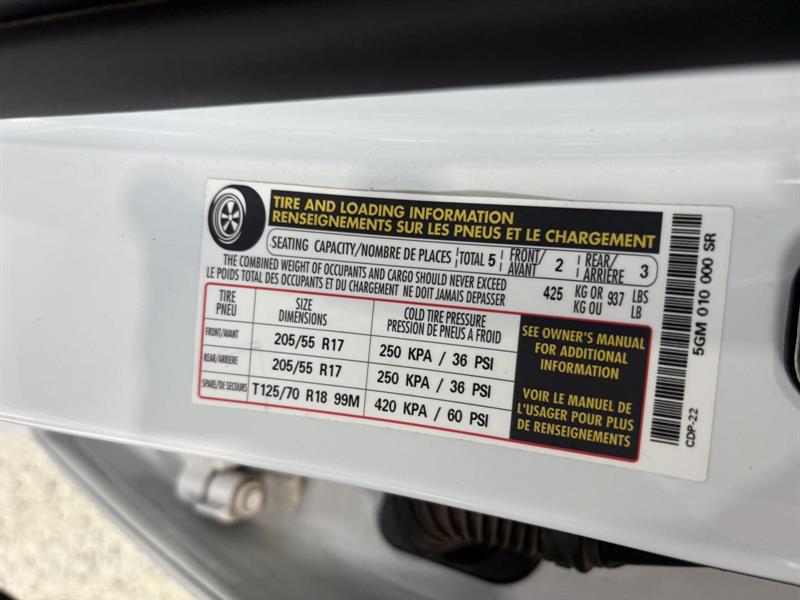 TIRE AND LOADING INFORMATION
RENSEIGNEMENTS SUR LES PNEUS ET LE CHARGEMENT
SEATING CAPACITY/NOMBRE DE PLACES TOTAL 5 FRONT/AVANT 2 REAR/ARRIÈRE 3
THE COMBINED WEIGHT OF OCCUPANTS AND CARGO SHOULD NEVER EXCEED
LE POIDS TOTAL DES OCCUPANTS ET DU CHARGEMENT NE DOIT JAMAIS DEPASSER
425 KG OR 937 LBS
KG OU LB
TIRE SIZE COLD TIRE PRESSURE
PNEU DIMENSIONS PRESSION DE PNEUS A FROID
FRONT/AVANT 205/55 R17 250 KPA / 36 PSI
REAR/ARRIERE 205/55 R17 250 KPA / 36 PSI
SPARE/DE SECOURS T125/70 R18 99M 420 KPA / 60 PSI
SEE OWNER'S MANUAL
FOR ADDITIONAL
INFORMATION
VOIR LE MANUEL DE
L'USAGER POUR PLUS
DE RENSEIGNEMENTS
5GM 010 000 SR
CDP-22